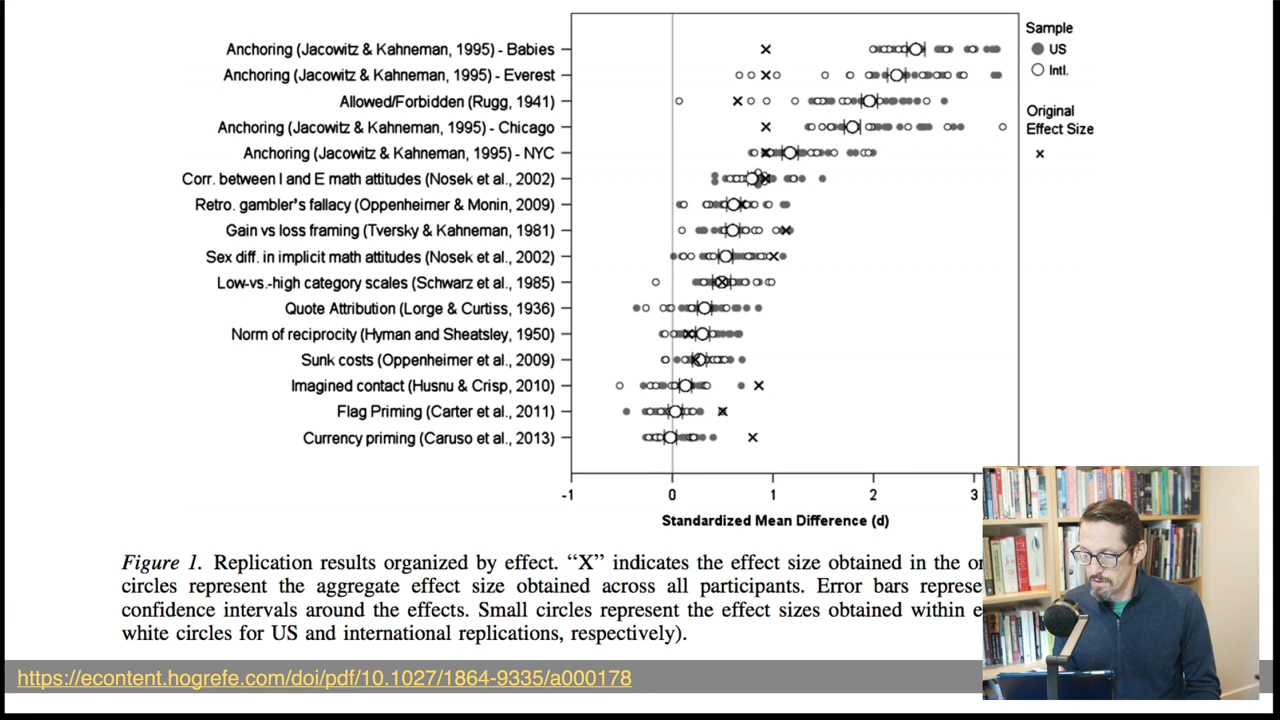 Anchoring (Jacowitz & Kahneman, 1995) - Babies
Anchoring (Jacowitz & Kahneman, 1995) - Everest
Allowed/Forbidden (Rugg, 1941)
Anchoring (Jacowitz & Kahneman, 1995) - Chicago
Anchoring (Jacowitz & Kahneman, 1995) - NYC
Corr. between I and E math attitudes (Nosek et al., 2002)
Retro. gambler's fallacy (Oppenheimer & Monin, 2009)
Gain vs loss framing (Tversky & Kahneman, 1981)
Sex diff. in implicit math attitudes (Nosek et al., 2002)
Low-vs.-high category scales (Schwarz et al., 1985)
Quote Attribution (Lorge & Curtiss, 1936)
Norm of reciprocity (Hyman and Sheatsley, 1950)
Sunk costs (Oppenheimer et al., 2009)
Imagined contact (Husnu & Crisp, 2010)
Flag Priming (Carter et al., 2011)
Currency priming (Caruso et al., 2013)
Sample
US
Intl.
Original
Effect Size
-1 0 1 2 3
Standardized Mean Difference (d)
Figure 1. Replication results organized by effect. “X” indicates the effect size obtained in the or
circles represent the aggregate effect size obtained across all participants. Error bars represe
confidence intervals around the effects. Small circles represent the effect sizes obtained within e
white circles for US and international replications, respectively).
https://econtent.hogrefe.com/doi/pdf/10.1027/1864-9335/a000178